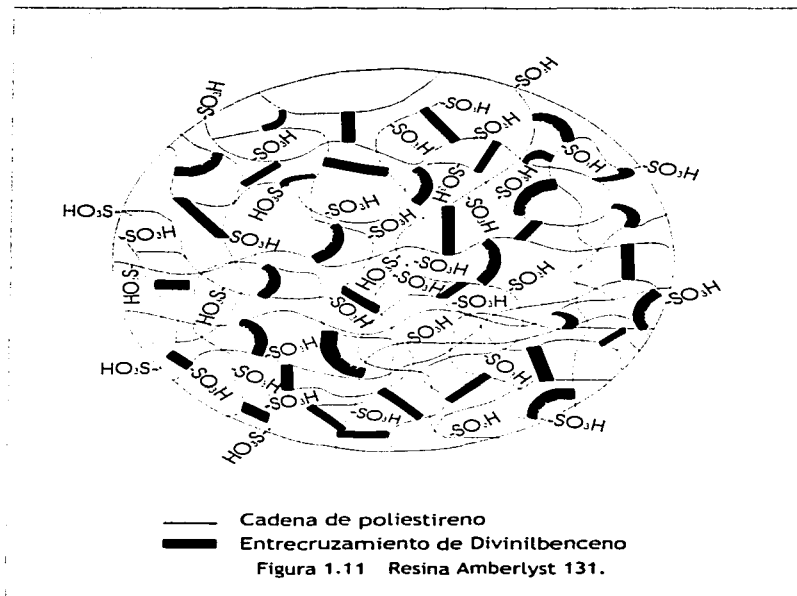 -SO₃H
-SO₃H
-SO₃H
-SO₃H
-SO₃H
-SO₃H
-SO₃H
-SO₃H
-SO₃H
HO₃S
HO₃S
-SO₃H
HO₃S-
-SO₃H
-SO₃H
-SO₃H
-SO₃H
-SO₃H
HO₃S-
-SO₃H
-SO₃H
HO₃S-
-SO₃H
-SO₃H
HO₃S
-SO₃H
-SO₃H
-SO₃H
HO₃S-
-SO₃H
-SO₃H
-SO₃H
-SO₃H
-SO₃H
-SO₃H
-SO₃H
HO₃S-
Cadena de poliestireno
Entrecruzamiento de Divinilbenceno
Figura 1.11 Resina Amberlyst 131.